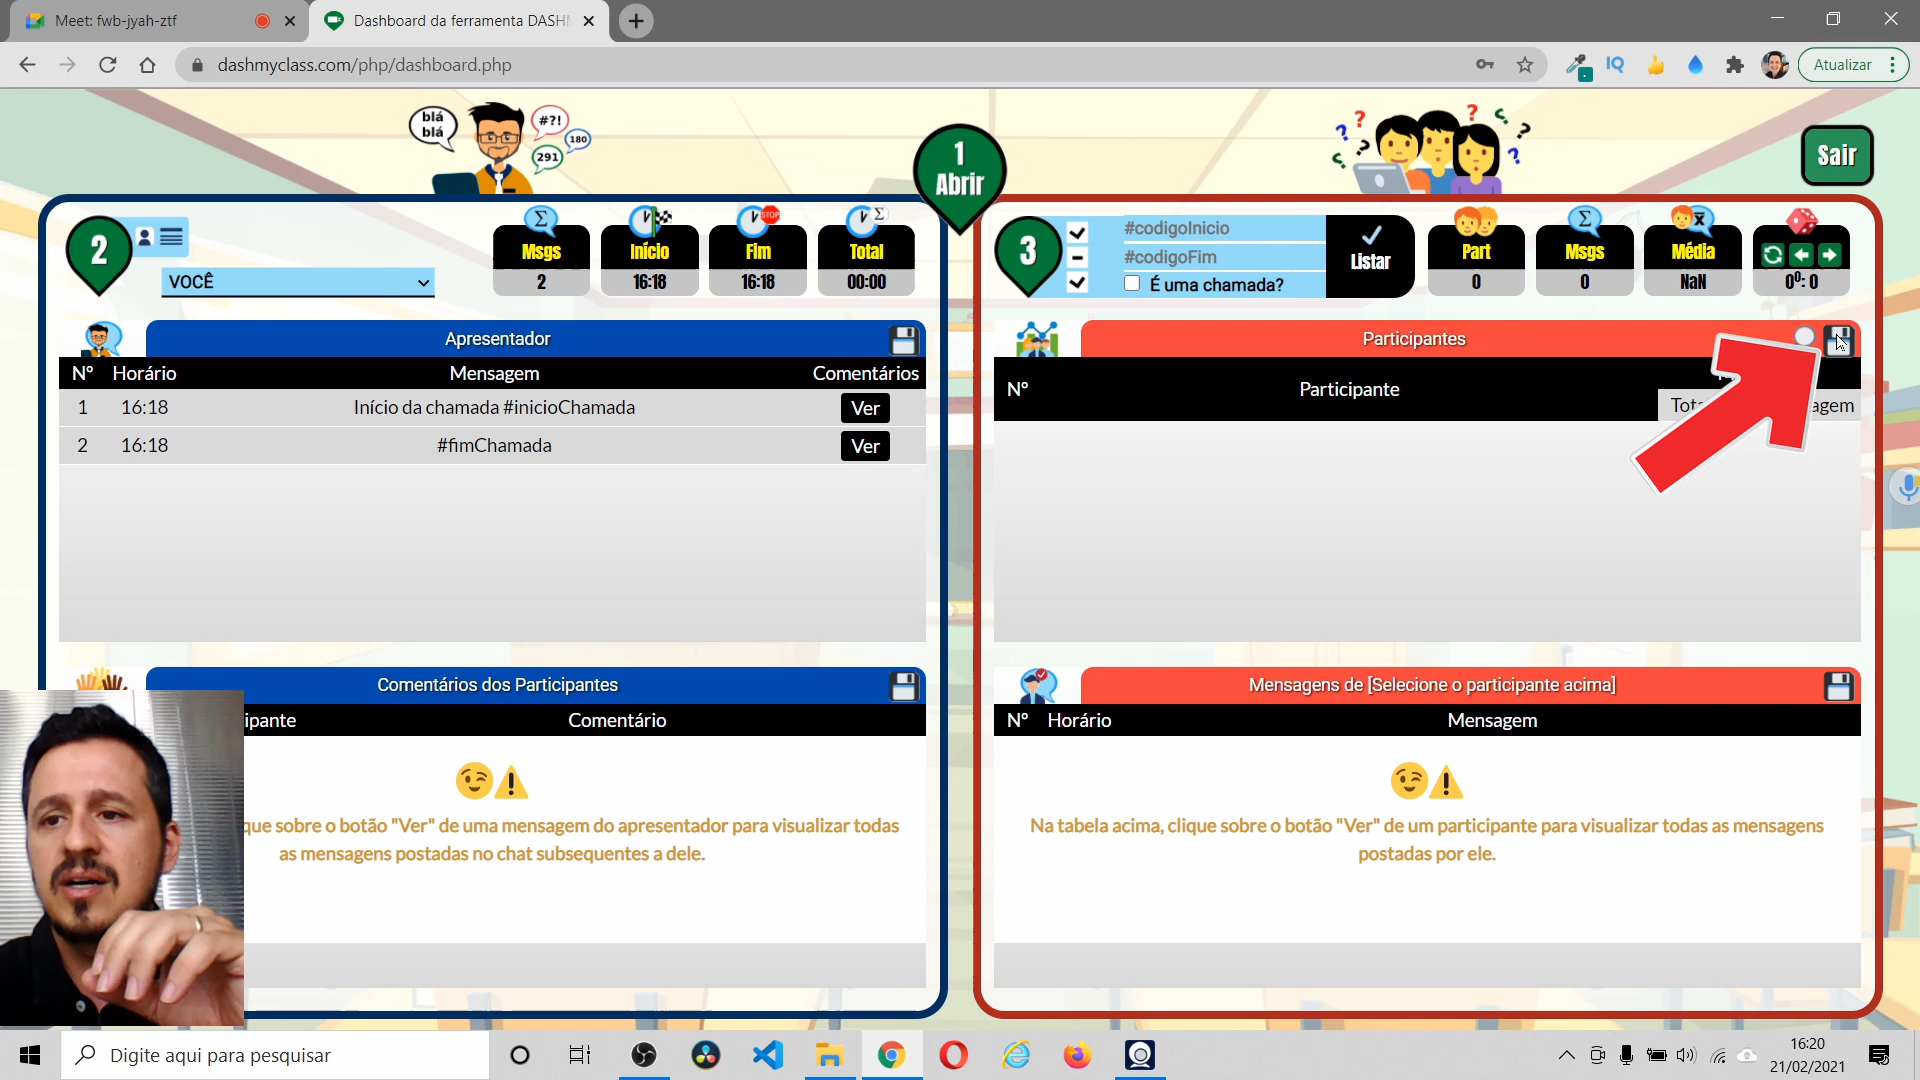 Meet: fwb-jyah-ztf
Dashboard da ferramenta DASHM
dashmyclass.com/php/dashboard.php
IQ
Atualizar
blá
blá
#?!
180
291
1
Abrir
Sair
2
VOCÊ
Msgs
2
Início
16:18
STOP
Fim
16:18
Total
00:00
3
#codigoInicio
#codigoFim
É uma chamada?
Listar
Part
0
Msgs
0
Média
NaN
0º: 0
Apresentador
Nº Horário Mensagem Comentários
1 16:18 Início da chamada #inicioChamada Ver
2 16:18 #fimChamada Ver
Participantes
Nº Participante
agem
Comentários dos Participantes
ipante Comentário
que sobre o botão "Ver" de uma mensagem do apresentador para visualizar todas
as mensagens postadas no chat subsequentes a dele.
Mensagens de [Selecione o participante acima]
Nº Horário Mensagem
Na tabela acima, clique sobre o botão "Ver" de um participante para visualizar todas as mensagens
postadas por ele.
Digite aqui para pesquisar
16:20
21/02/2021